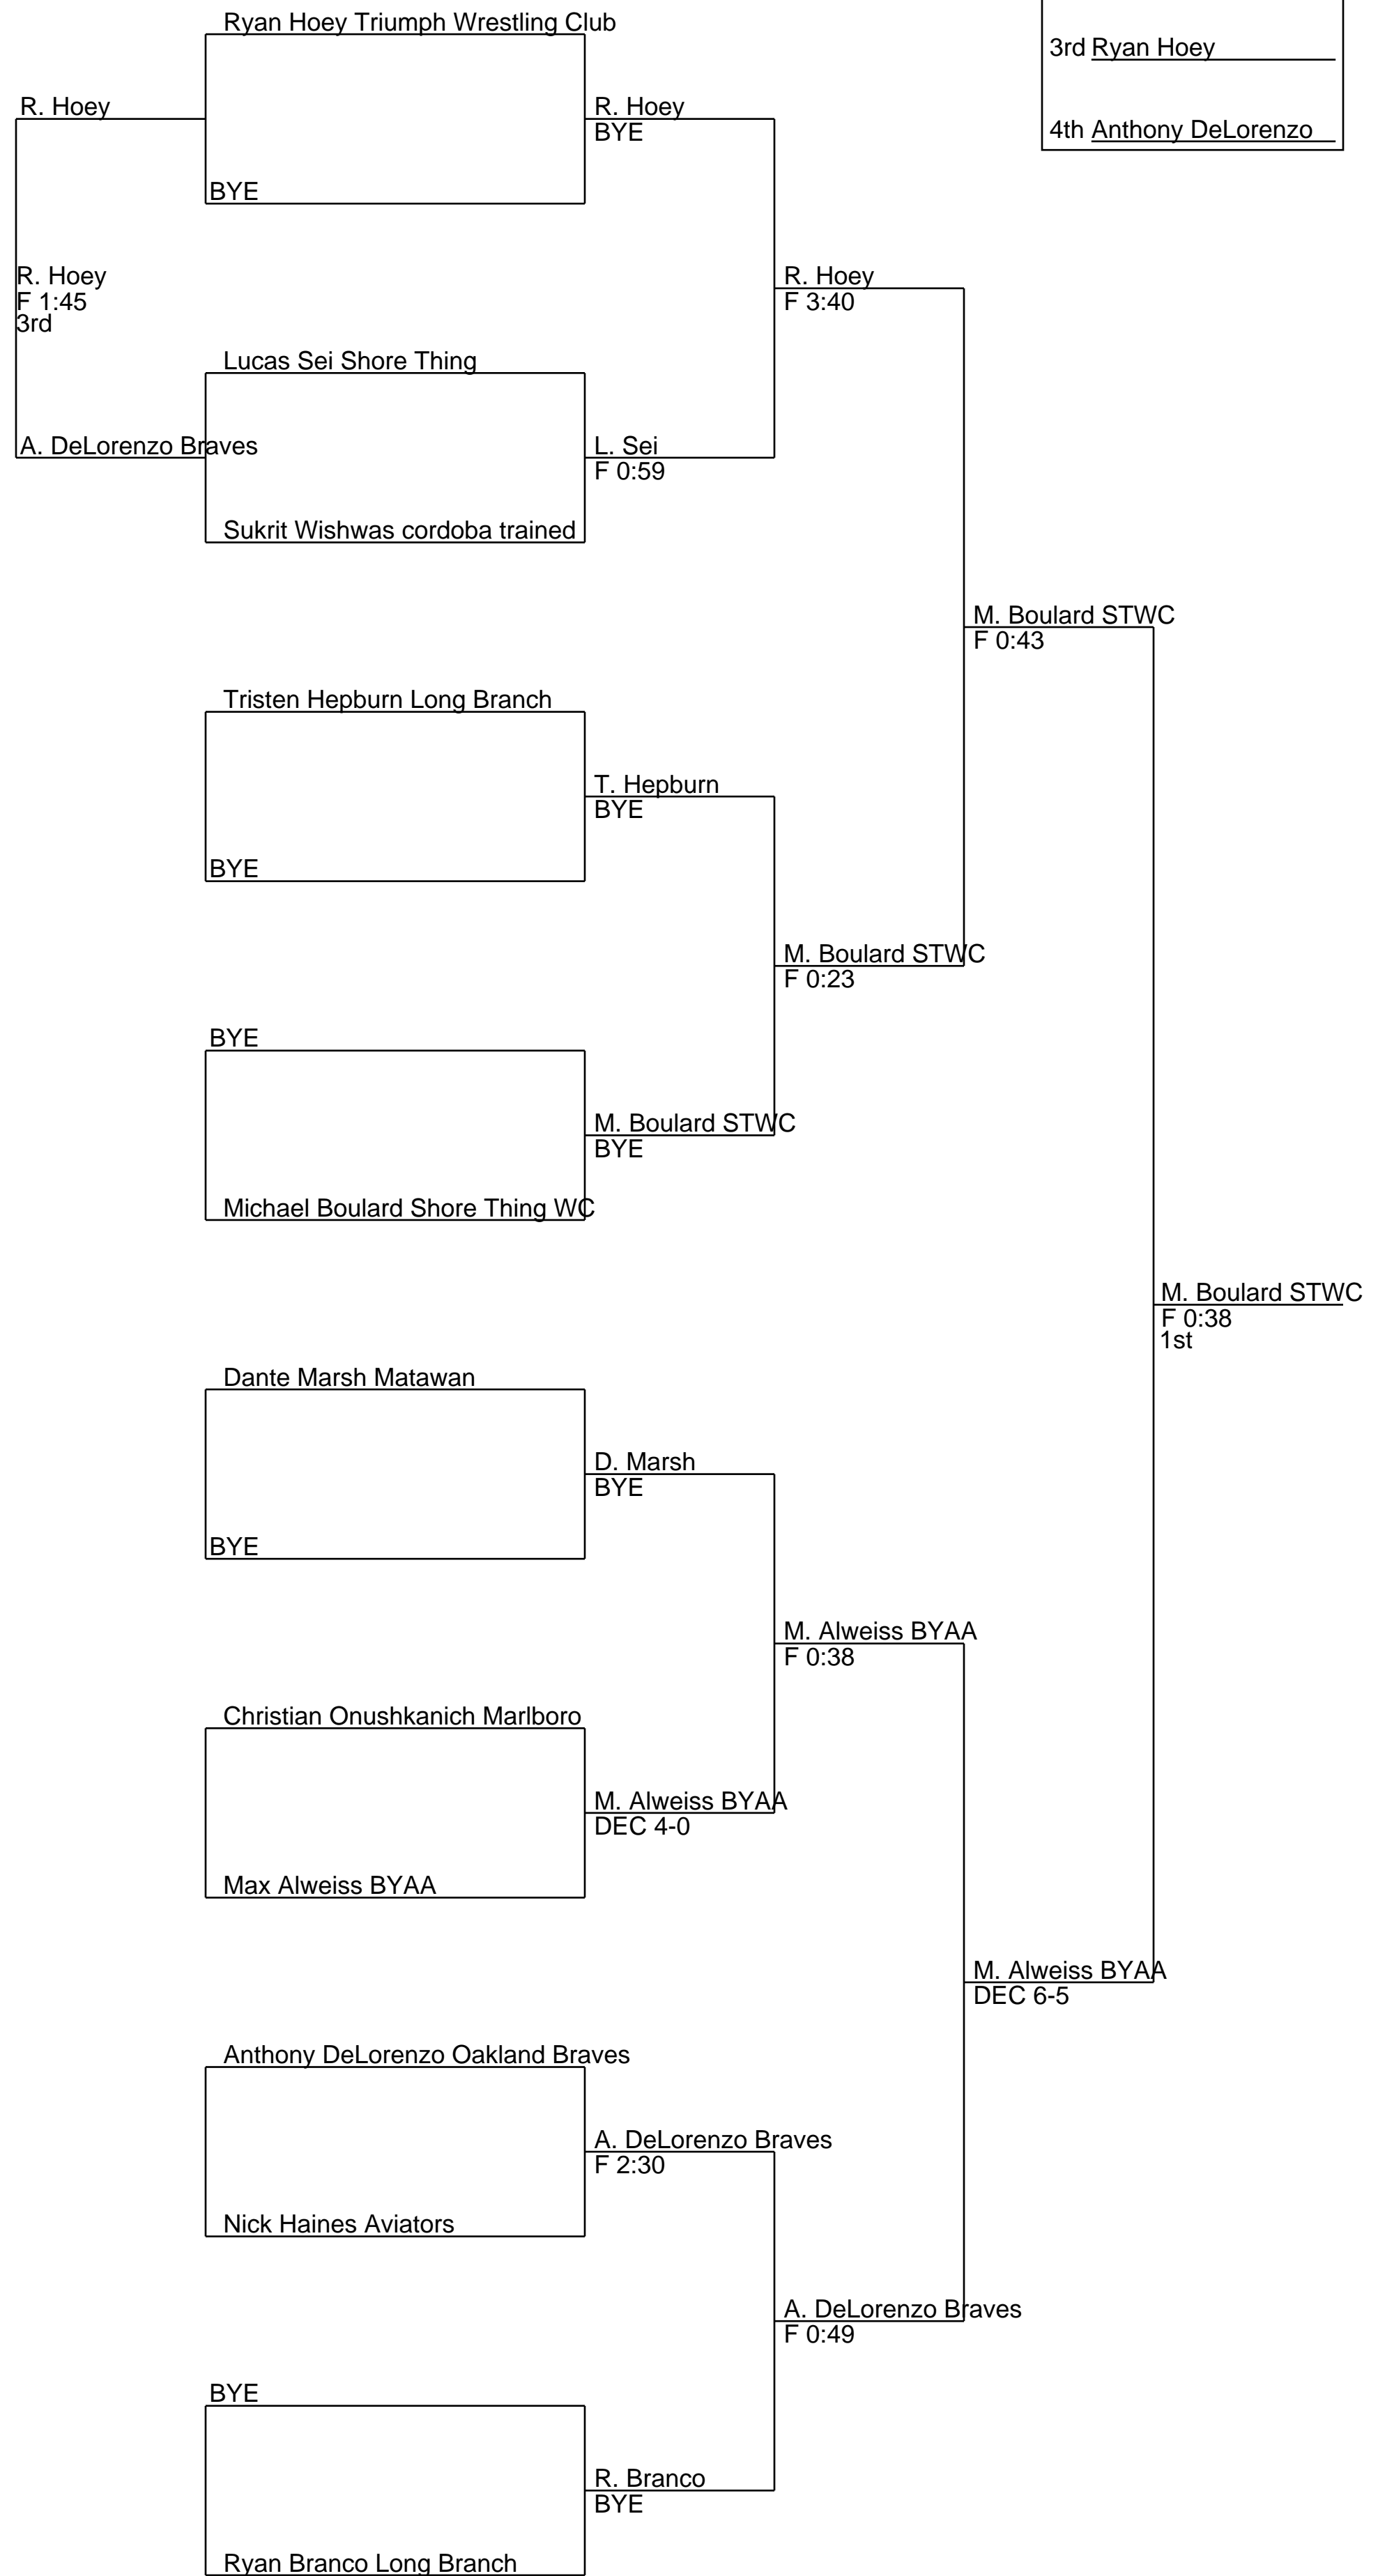 Ryan Hoey Triumph Wrestling Club
3rd Ryan Hoey
R. Hoey
R. Hoey
BYE
4th Anthony DeLorenzo
BYE
R. Hoey
F 1:45
3rd
R. Hoey
F 3:40
Lucas Sei Shore Thing
A. DeLorenzo Braves
L. Sei
F 0:59
Sukrit Wishwas cordoba trained
M. Boulard STWC
F 0:43
Tristen Hepburn Long Branch
T. Hepburn
BYE
BYE
M. Boulard STWC
F 0:23
BYE
M. Boulard STWC
BYE
Michael Boulard Shore Thing WC
M. Boulard STWC
F 0:38
1st
Dante Marsh Matawan
D. Marsh
BYE
BYE
M. Alweiss BYAA
F 0:38
Christian Onushkanich Marlboro
M. Alweiss BYAA
DEC 4-0
Max Alweiss BYAA
M. Alweiss BYAA
DEC 6-5
Anthony DeLorenzo Oakland Braves
A. DeLorenzo Braves
F 2:30
Nick Haines Aviators
A. DeLorenzo Braves
F 0:49
BYE
R. Branco
BYE
Ryan Branco Long Branch